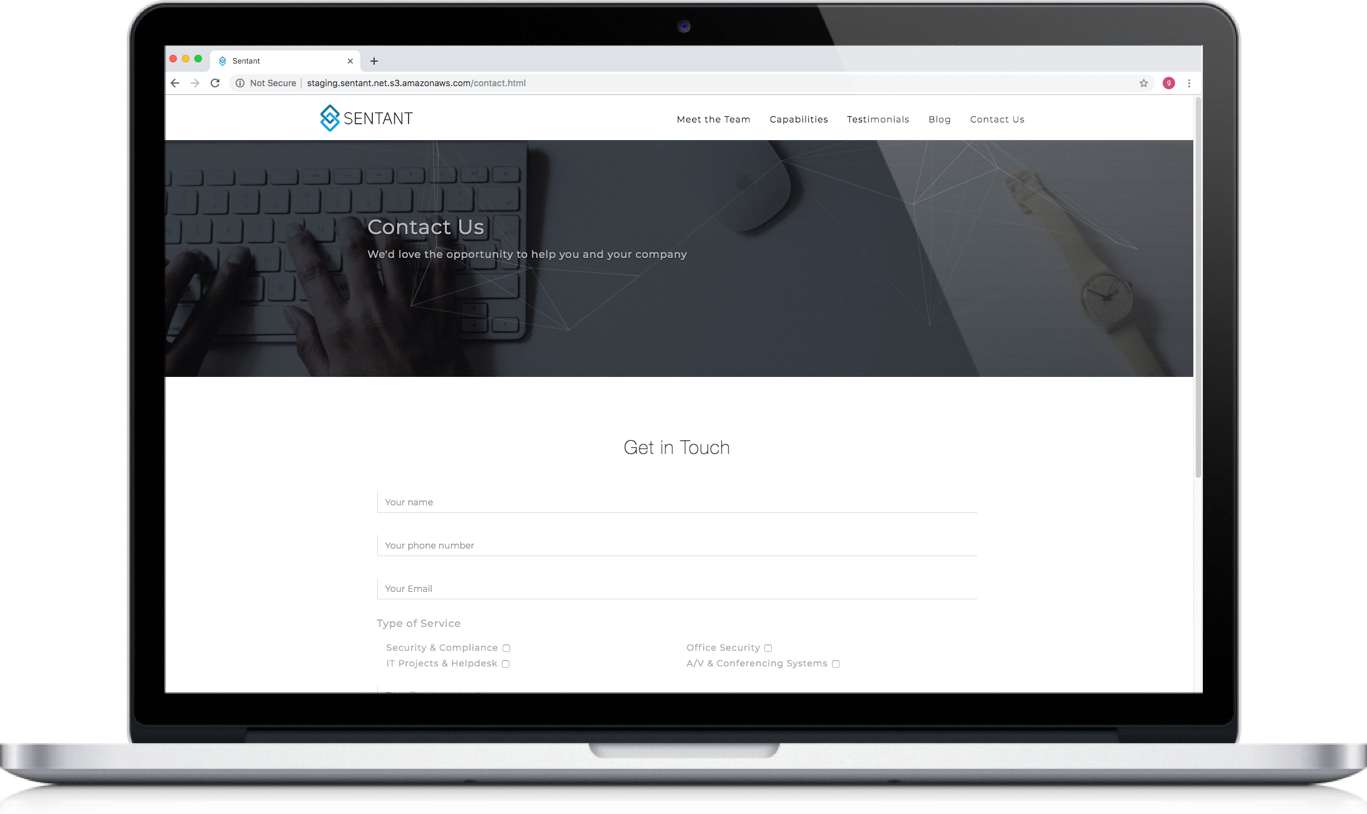 Sentant
Not Secure staging.sentant.net.s3.amazonaws.com/contact.html
g
SENTANT
Meet the Team Capabilities Testimonials Blog Contact Us
Contact Us
We'd love the opportunity to help you and your company
Get in Touch
Your name
Your phone number
Your Email
Type of Service
Security & Compliance Office Security
IT Projects & Helpdesk A/V & Conferencing Systems